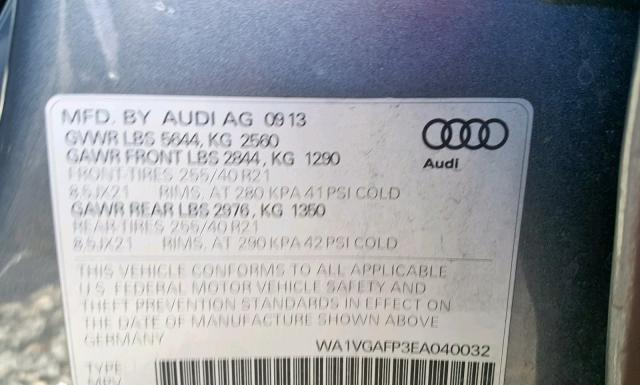 MFD. BY AUDI AG 09 13
GVWR LBS 5644, KG 2560
GAWR FRONT LBS 2844, KG 1290
FRONT-TIRES 255/40 R21
8,5JX21 RIMS, AT 280 KPA 41 PSI COLD
GAWR REAR LBS 2976, KG 1350
REAR-TIRES 255/40 R21
8,5JX21 RIMS, AT 290 KPA 42 PSI COLD
Audi
THIS VEHICLE CONFORMS TO ALL APPLICABLE
U.S. FEDERAL MOTOR VEHICLE SAFETY AND
THEFT PREVENTION STANDARDS IN EFFECT ON
THE DATE OF MANUFACTURE SHOWN ABOVE
GERMANY WA1VGAFP3EA040032
TYPE
MPV